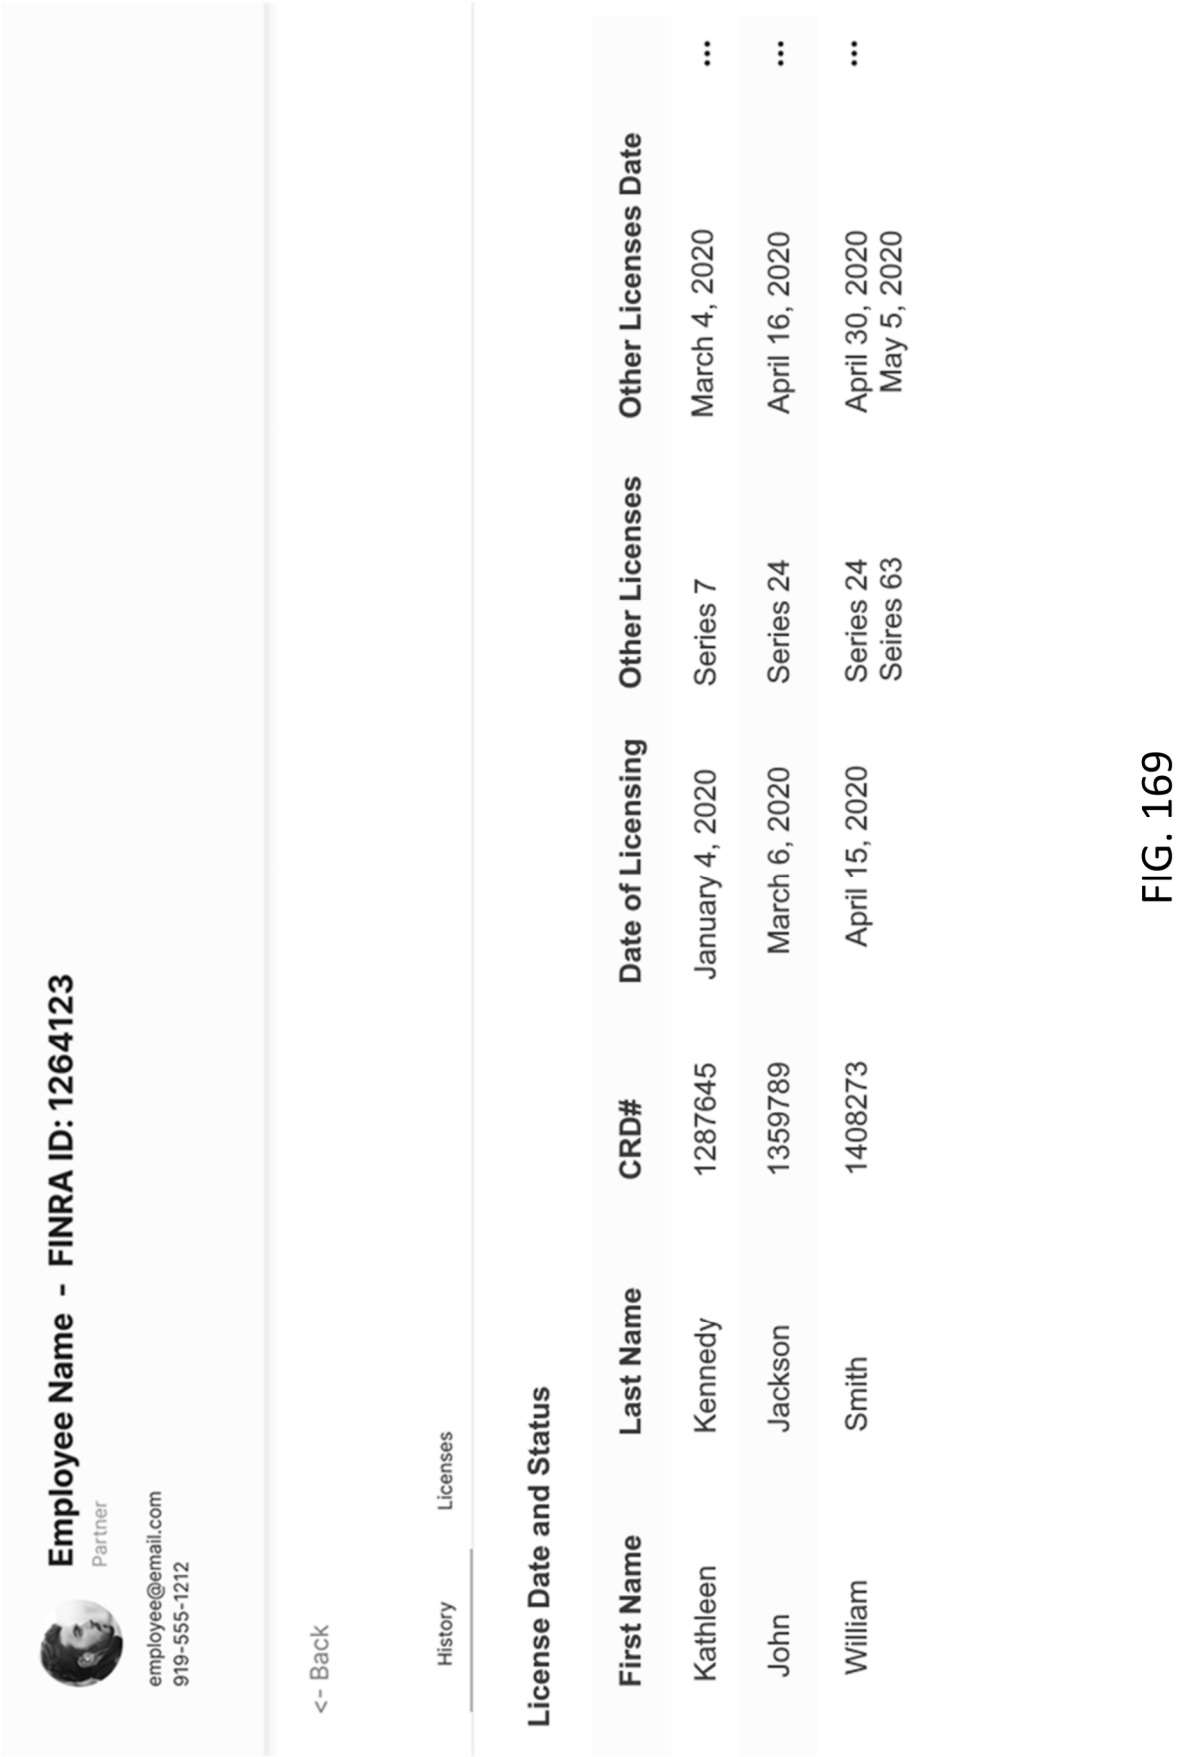 Employee Name - FINRA ID: 1264123
Partner
employee@email.com
919-555-1212
<- Back
History Licenses
License Date and Status
First Name Last Name CRD# Date of Licensing Other Licenses Other Licenses Date
Kathleen Kennedy 1287645 January 4, 2020 Series 7 March 4, 2020 ...
John Jackson 1359789 March 6, 2020 Series 24 April 16, 2020 ...
William Smith 1408273 April 15, 2020 Series 24 April 30, 2020 ...
Seires 63 May 5, 2020
FIG. 169